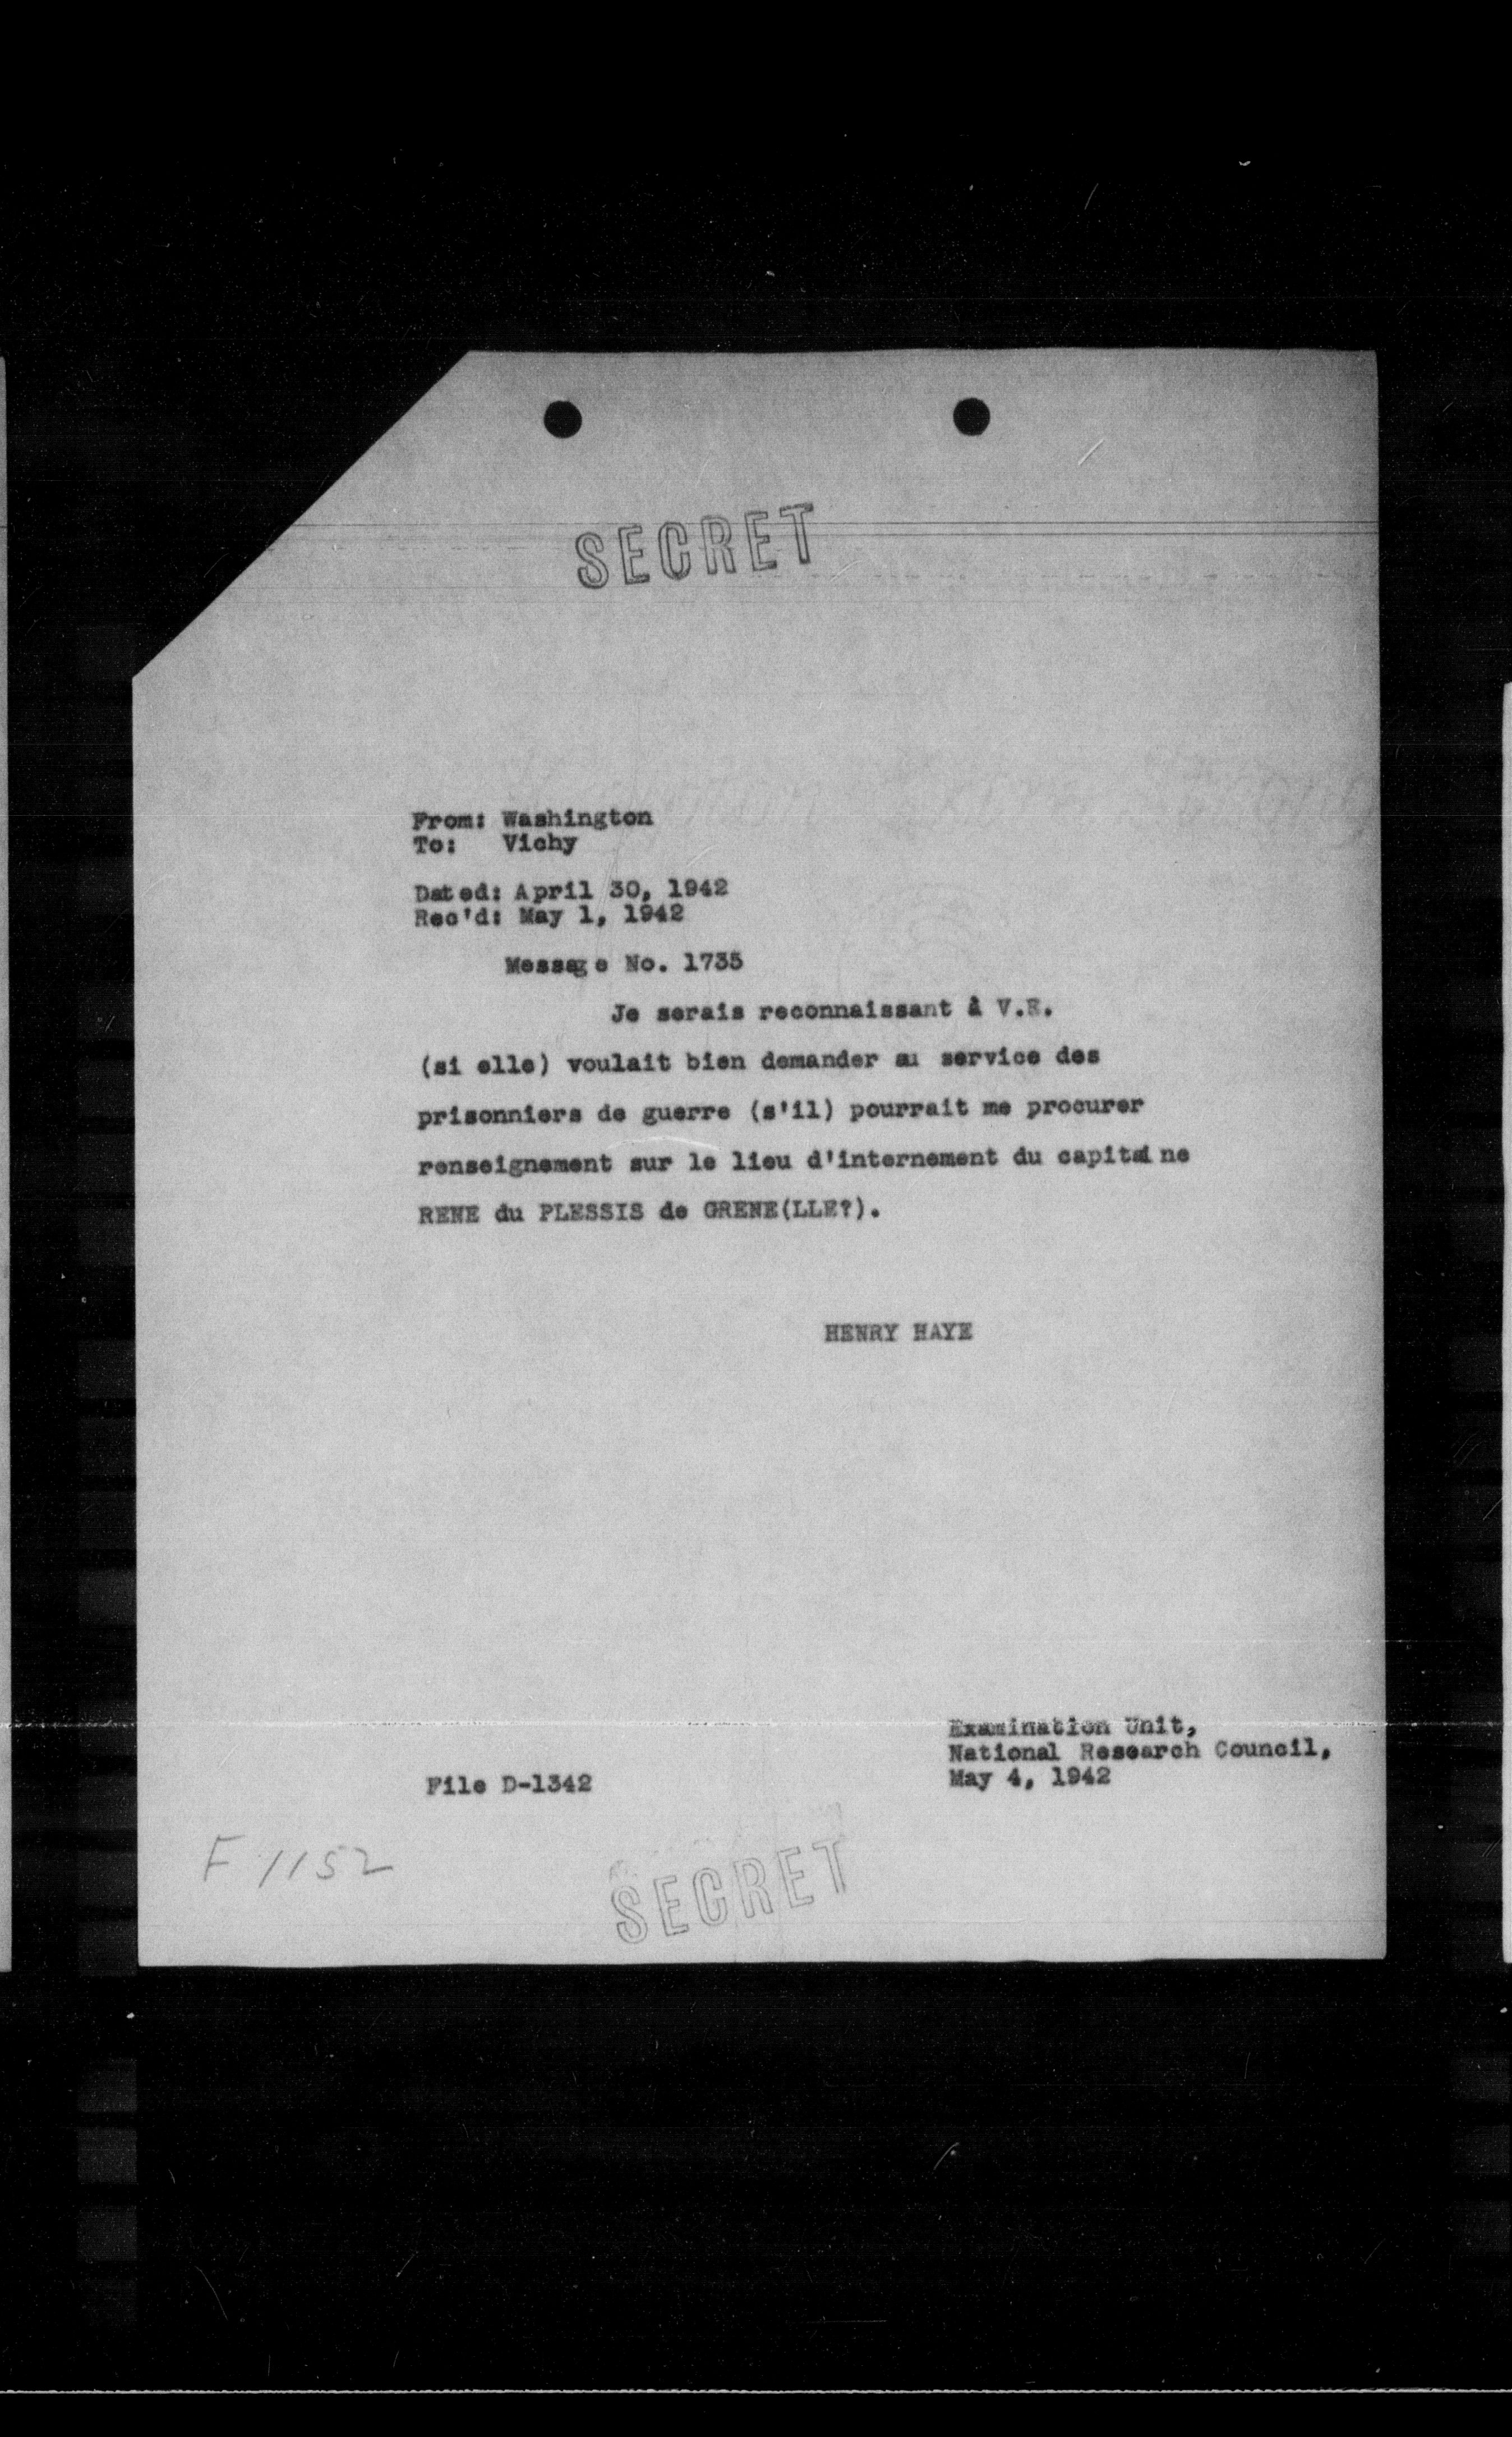 SECRET
From: Washington
To: Vichy
Dated: April 30, 1942
Rec'd: May 1, 1942
Message No. 1735
Je serais reconnaissant à V.E.
(si elle) voulait bien demander au service des
prisonniers de guerre (s'il) pourrait me procurer
renseignement sur le lieu d'internement du capitaine
RENE du PLESSIS de GRENE(LLE?).
HENRY HAYE
Examination Unit,
National Research Council,
May 4, 1942
File D-1342
F 1152
SECRET